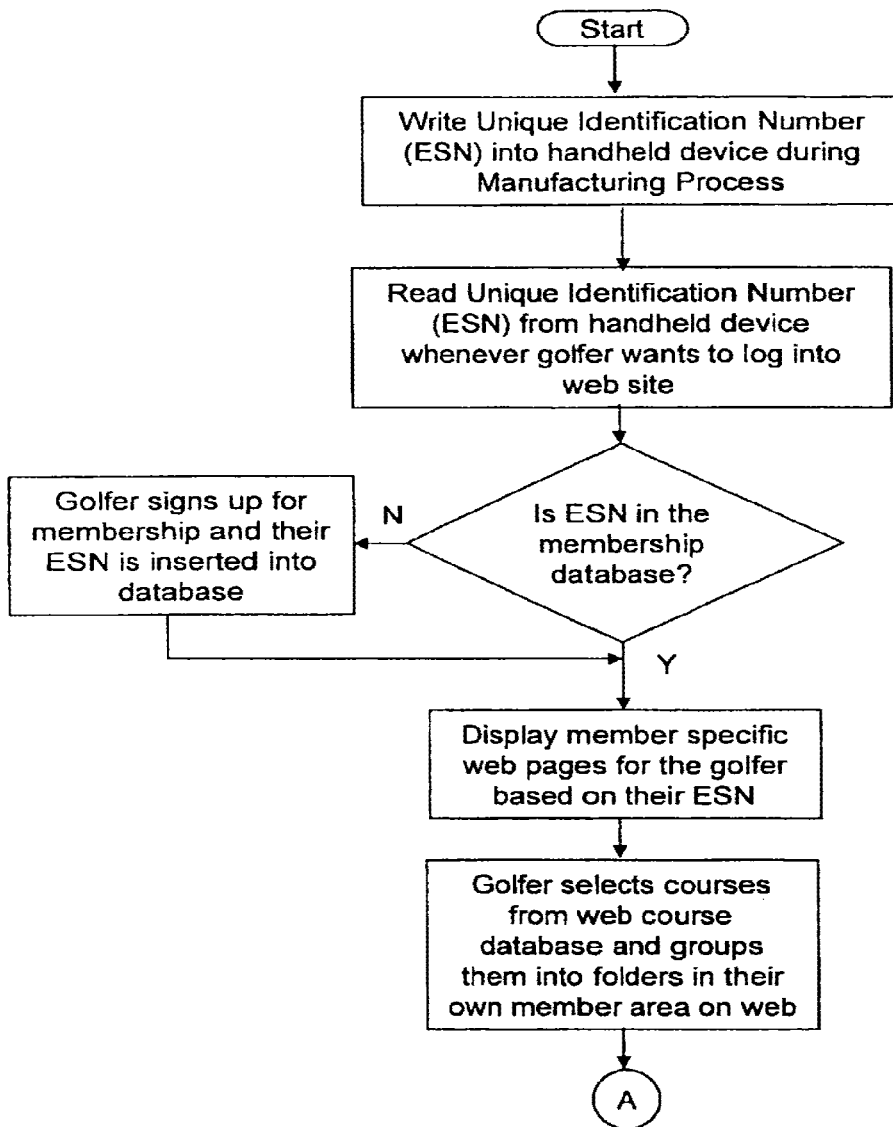 Start
Write Unique Identification Number
(ESN) into handheld device during
Manufacturing Process
Read Unique Identification Number
(ESN) from handheld device
whenever golfer wants to log into
web site
Is ESN in the
membership
database?
N
Golfer signs up for
membership and their
ESN is inserted into
database
Y
Display member specific
web pages for the golfer
based on their ESN
Golfer selects courses
from web course
database and groups
them into folders in their
own member area on web
A